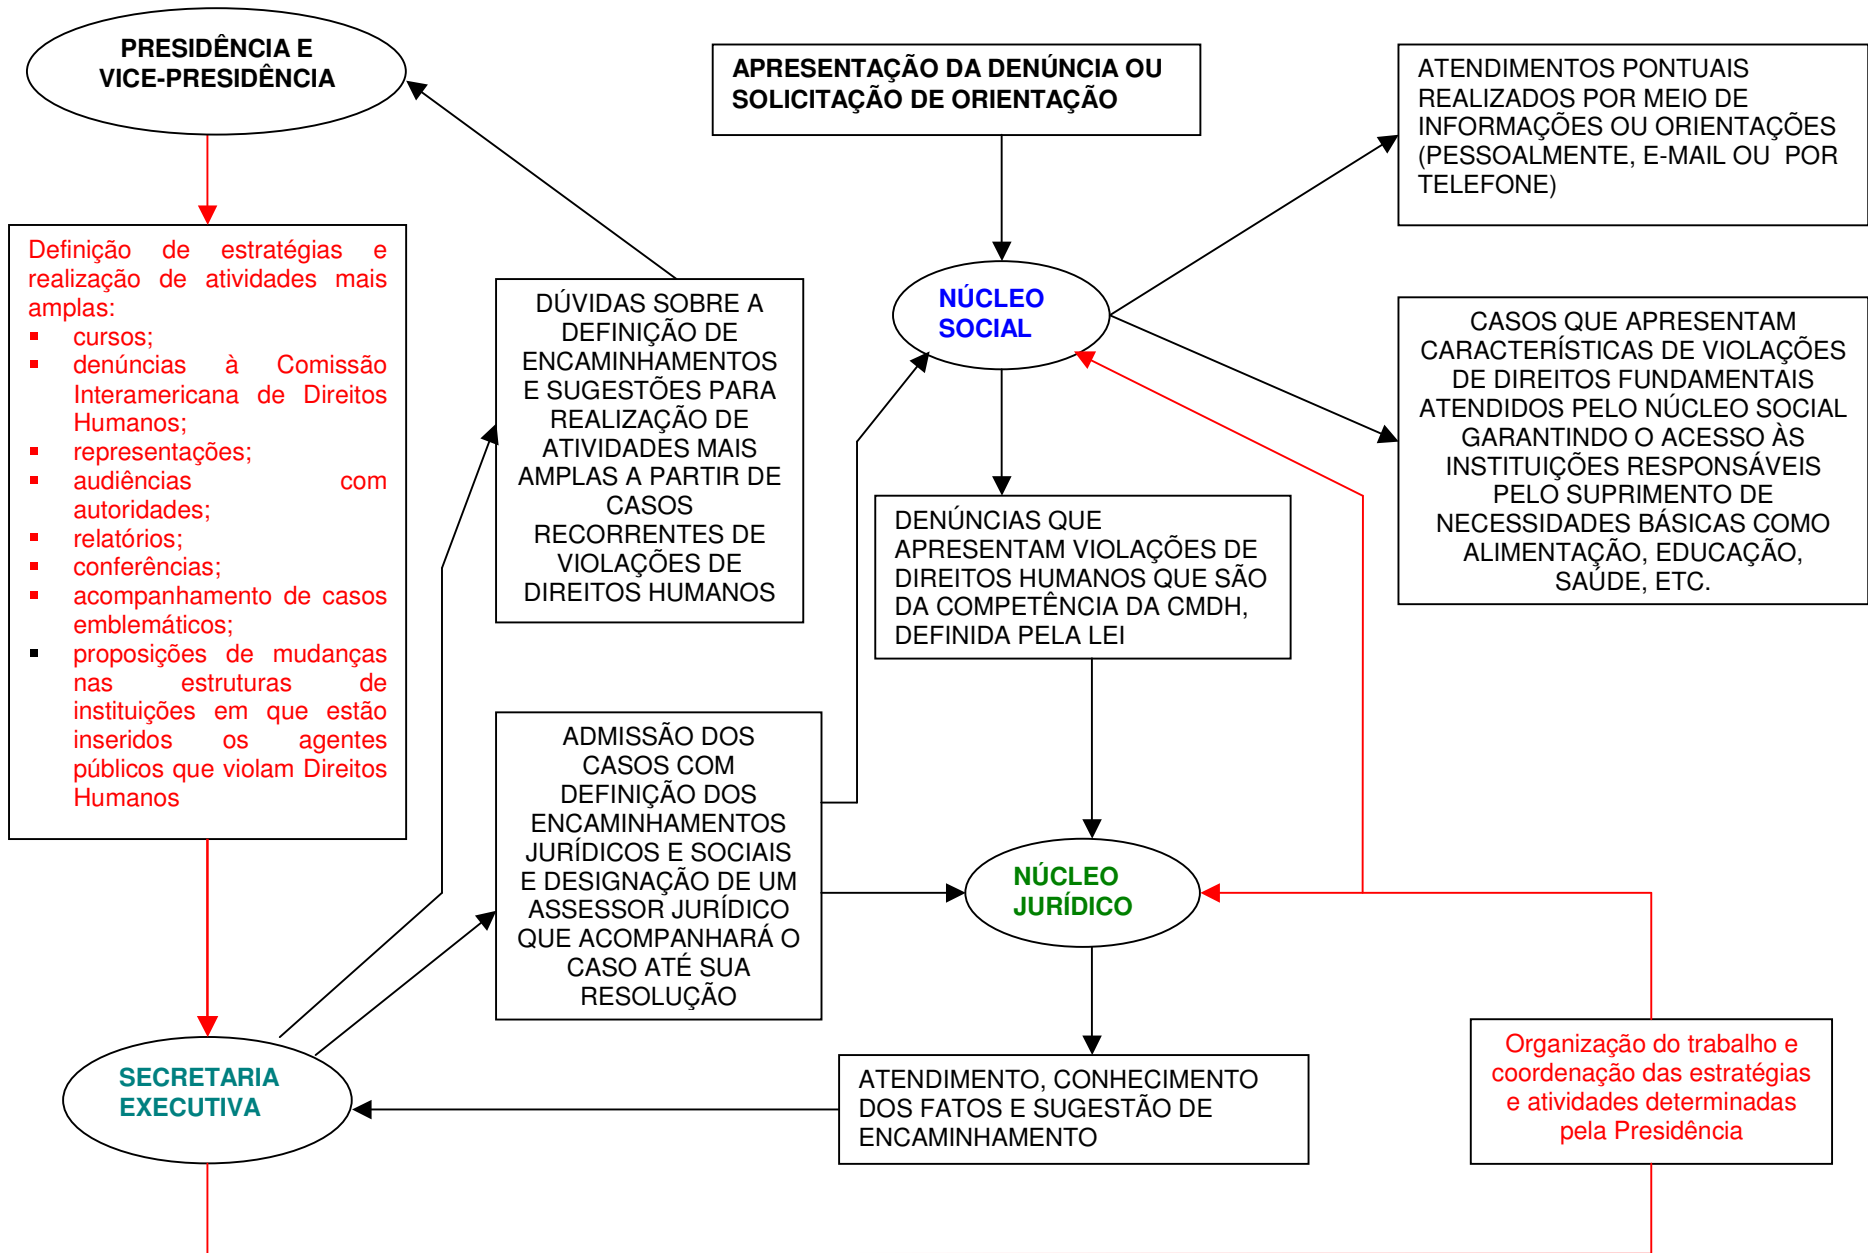 PRESIDÊNCIA E
VICE-PRESIDÊNCIA
APRESENTAÇÃO DA DENÚNCIA OU
SOLICITAÇÃO DE ORIENTAÇÃO
ATENDIMENTOS PONTUAIS
REALIZADOS POR MEIO DE
INFORMAÇÕES OU ORIENTAÇÕES
(PESSOALMENTE, E-MAIL OU POR
TELEFONE)
Definição de estratégias e
realização de atividades mais
amplas:
▪ cursos;
▪ denúncias à Comissão
Interamericana de Direitos
Humanos;
▪ representações;
▪ audiências com
autoridades;
▪ relatórios;
▪ conferências;
▪ acompanhamento de casos
emblemáticos;
▪ proposições de mudanças
nas estruturas de
instituições em que estão
inseridos os agentes
públicos que violam Direitos
Humanos
DÚVIDAS SOBRE A
DEFINIÇÃO DE
ENCAMINHAMENTOS
E SUGESTÕES PARA
REALIZAÇÃO DE
ATIVIDADES MAIS
AMPLAS A PARTIR DE
CASOS
RECORRENTES DE
VIOLAÇÕES DE
DIREITOS HUMANOS
NÚCLEO
SOCIAL
CASOS QUE APRESENTAM
CARACTERÍSTICAS DE VIOLAÇÕES
DE DIREITOS FUNDAMENTAIS
ATENDIDOS PELO NÚCLEO SOCIAL
GARANTINDO O ACESSO ÀS
INSTITUIÇÕES RESPONSÁVEIS
PELO SUPRIMENTO DE
NECESSIDADES BÁSICAS COMO
ALIMENTAÇÃO, EDUCAÇÃO,
SAÚDE, ETC.
DENÚNCIAS QUE
APRESENTAM VIOLAÇÕES DE
DIREITOS HUMANOS QUE SÃO
DA COMPETÊNCIA DA CMDH,
DEFINIDA PELA LEI
ADMISSÃO DOS
CASOS COM
DEFINIÇÃO DOS
ENCAMINHAMENTOS
JURÍDICOS E SOCIAIS
E DESIGNAÇÃO DE UM
ASSESSOR JURÍDICO
QUE ACOMPANHARÁ O
CASO ATÉ SUA
RESOLUÇÃO
NÚCLEO
JURÍDICO
SECRETARIA
EXECUTIVA
ATENDIMENTO, CONHECIMENTO
DOS FATOS E SUGESTÃO DE
ENCAMINHAMENTO
Organização do trabalho e
coordenação das estratégias
e atividades determinadas
pela Presidência